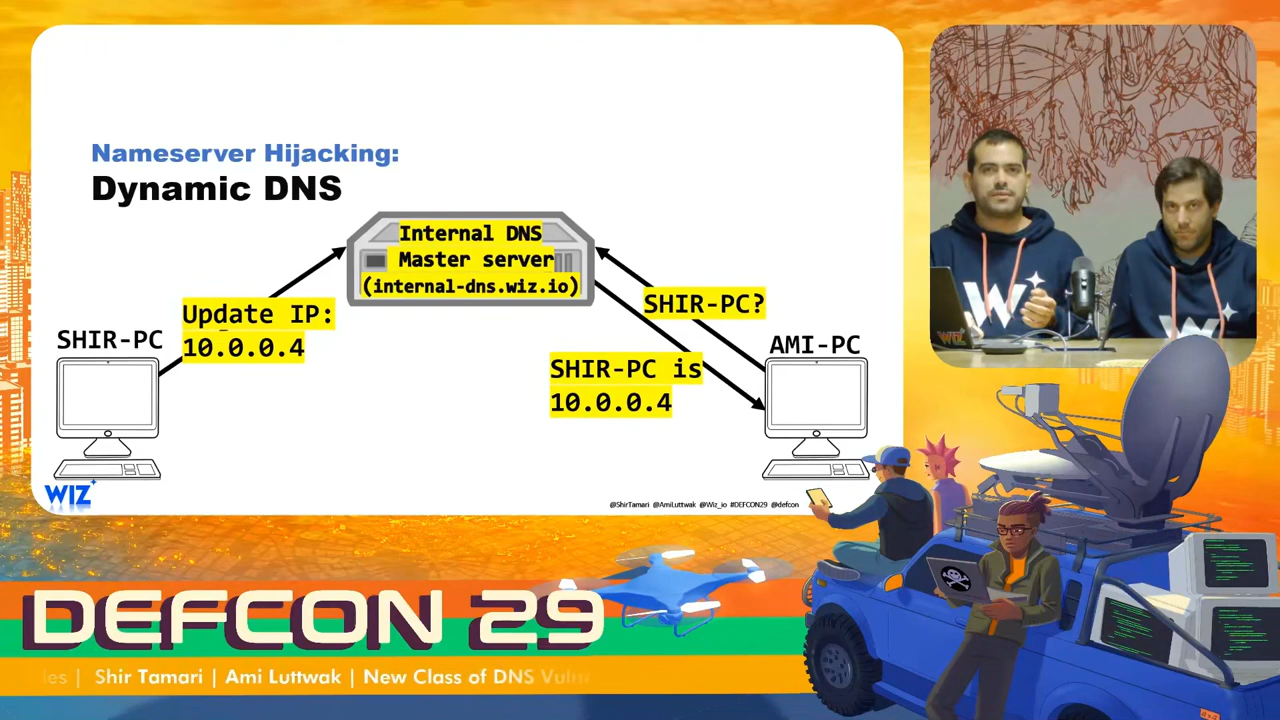 Nameserver Hijacking:
Dynamic DNS
Internal DNS
Master server
(internal-dns.wiz.io)
Update IP:
10.0.0.4
SHIR-PC?
SHIR-PC
AMI-PC
SHIR-PC is
10.0.0.4
WIZ
@ShirTamari @AmiLuttwak @Wiz_io #DEFCON29 @defcon
W
W
WIZ
DEFCON 29
Shir Tamari | Ami Luttwak | New Class of DNS